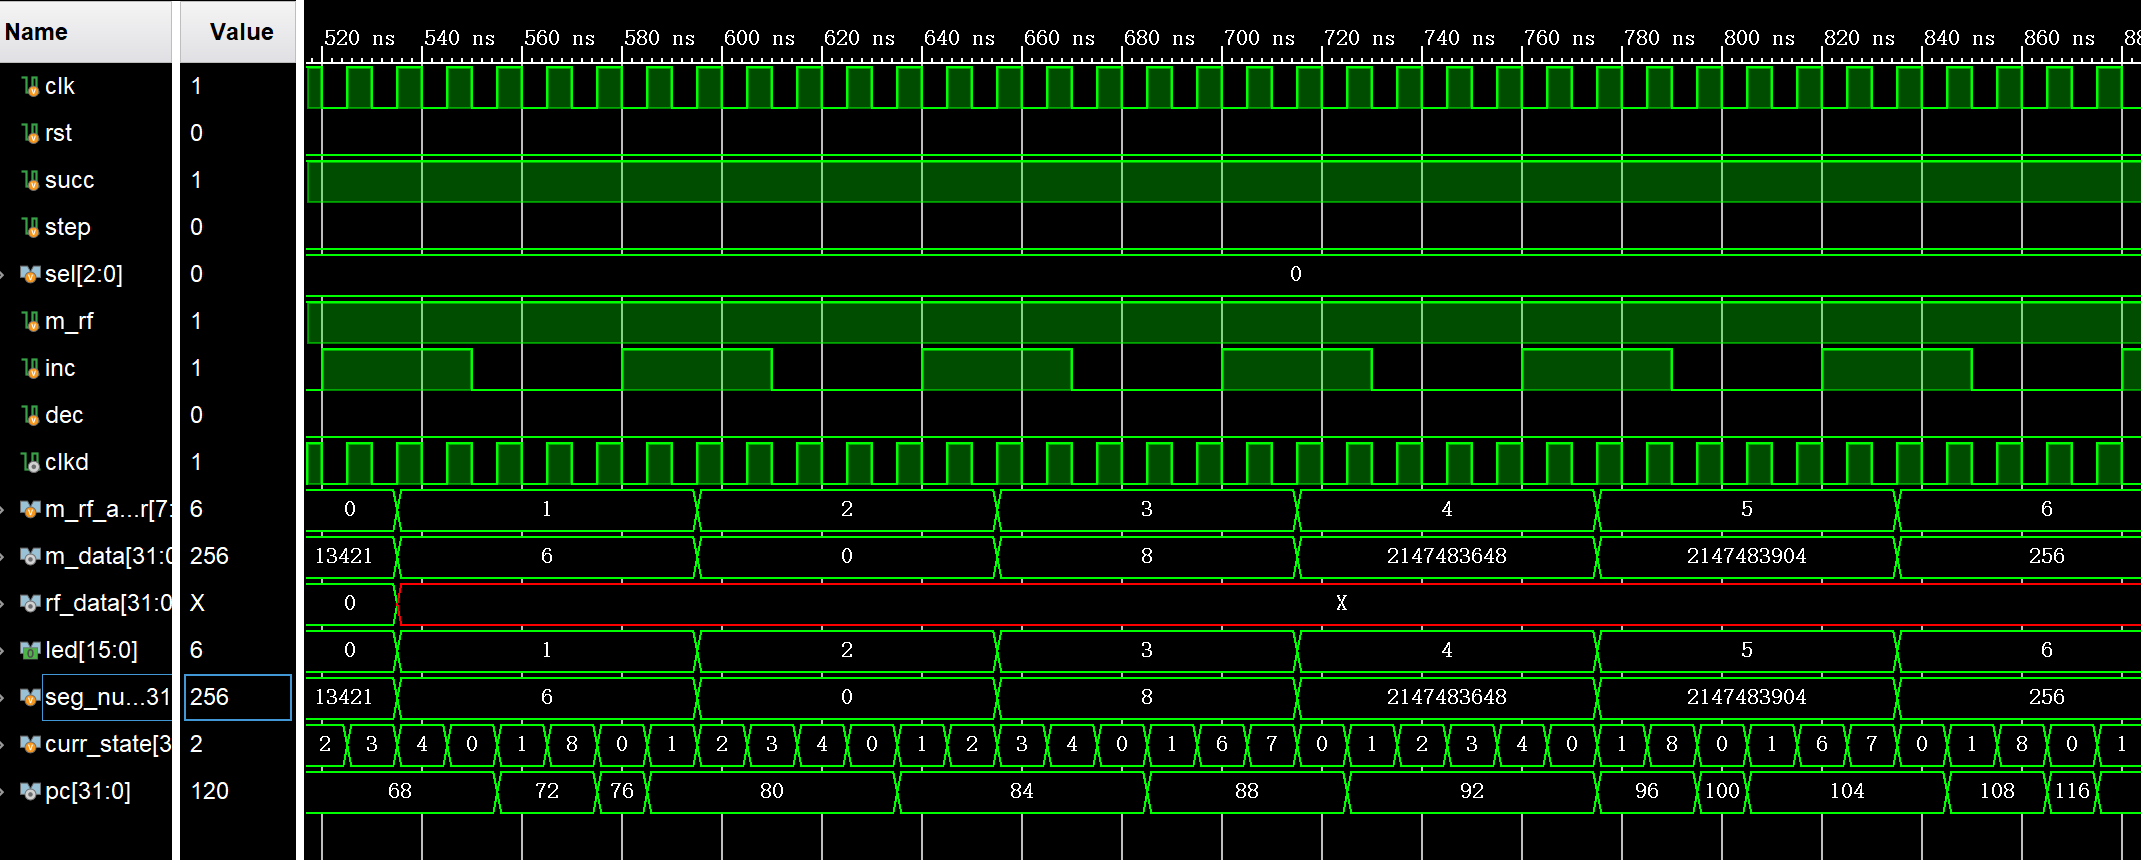 Name Value 520 ns 540 ns 560 ns 580 ns 600 ns 620 ns 640 ns 660 ns 680 ns 700 ns 720 ns 740 ns 760 ns 780 ns 800 ns 820 ns 840 ns 860 ns 88
clk 1
rst 0
succ 1
step 0
sel[2:0] 0 0
m_rf 1
inc 1
dec 0
clkd 1
m_rf_a...r[7: 6 0 1 2 3 4 5 6
m_data[31:0 256 13421 6 0 8 2147483648 2147483904 256
rf_data[31:0 X 0 X
led[15:0] 6 0 1 2 3 4 5 6
seg_nu...31 256 13421 6 0 8 2147483648 2147483904 256
curr_state[3 2 2 3 4 0 1 8 0 1 2 3 4 0 1 2 3 4 0 1 6 7 0 1 2 3 4 0 1 8 0 1 6 7 0 1 8 0 1
pc[31:0] 120 68 72 76 80 84 88 92 96 100 104 108 116